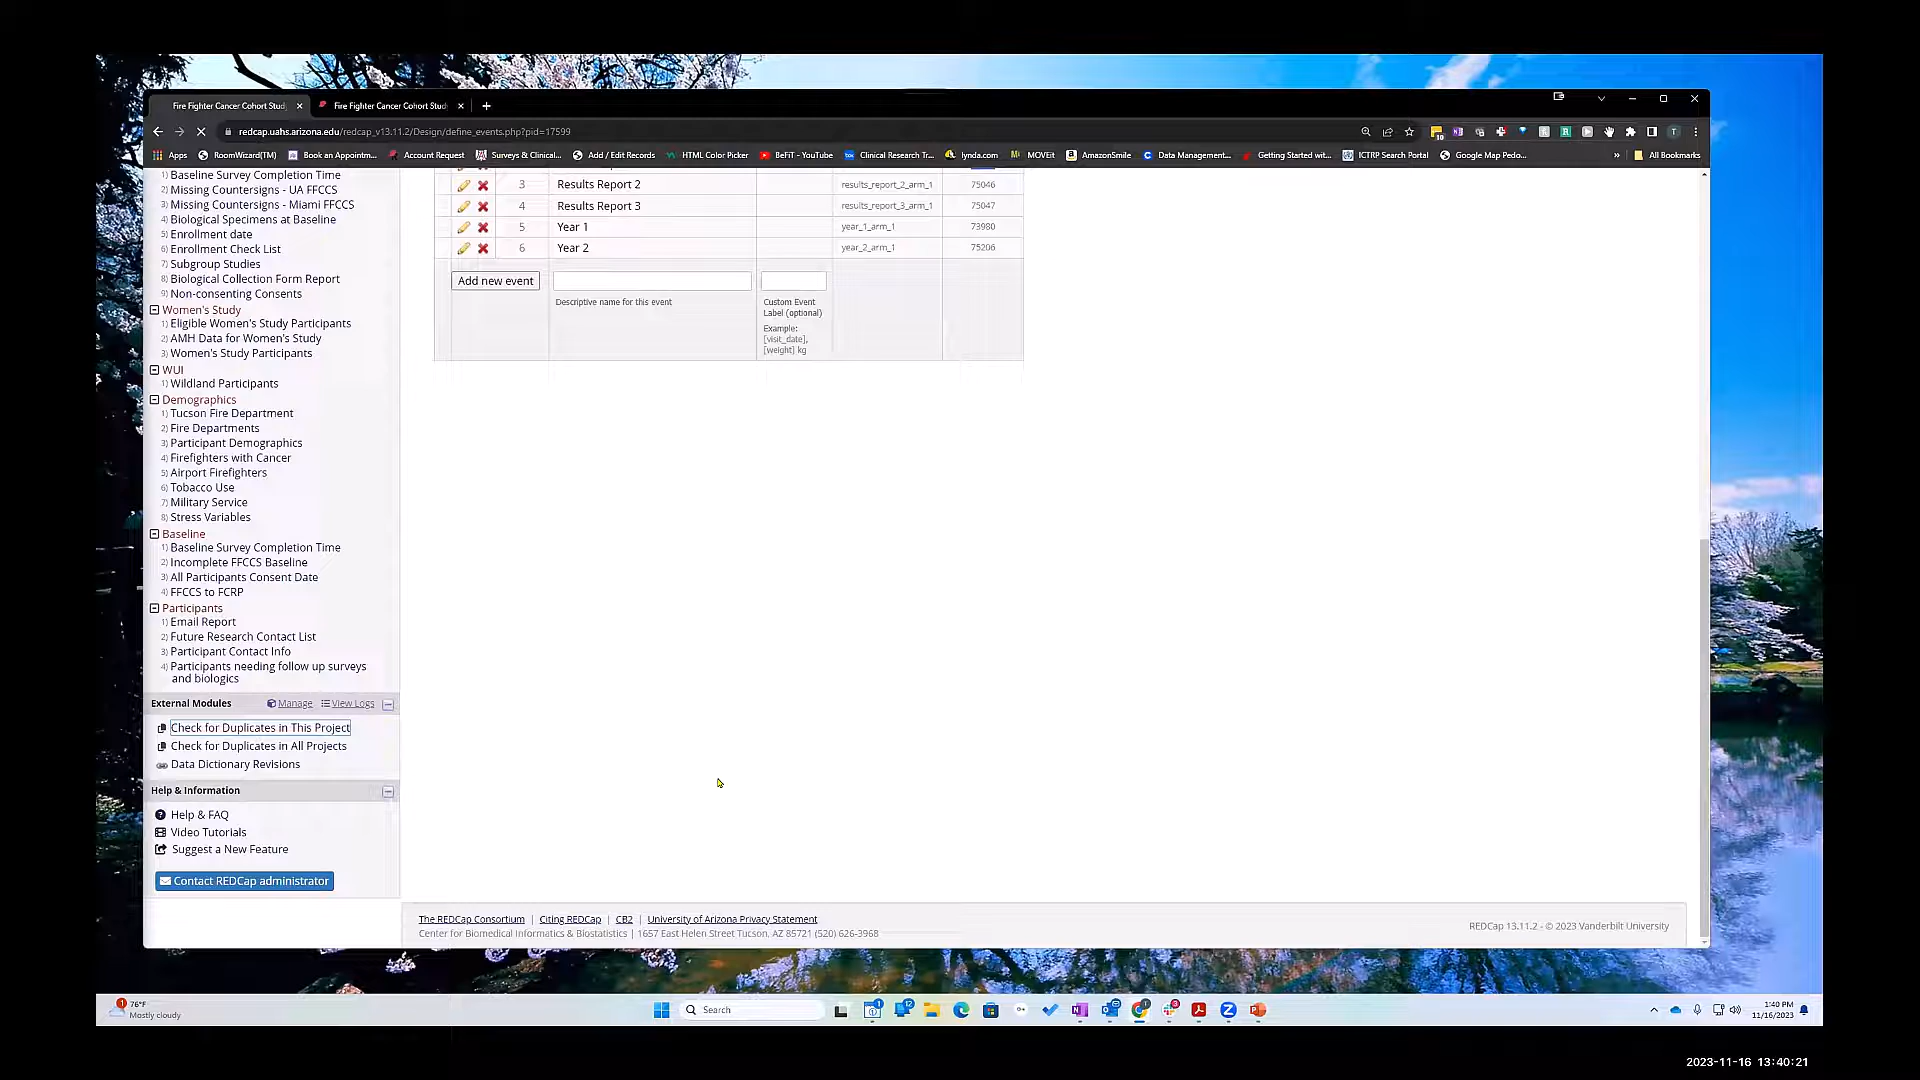 Fire Fighter Cancer Cohort Stud
Fire Fighter Cancer Cohort Stud
redcap.uahs.arizona.edu/redcap_v13.11.2/Design/define_events.php?pid=17599
Apps RoomWizard(TM) Book an Appointm... Account Request Surveys & Clinical... Add / Edit Records HTML Color Picker BeFiT - YouTube Clinical Research Tr... lynda.com MOVEit AmazonSmile Data Management... Getting Started wit... ICTRP Search Portal Google Map Pedo... » All Bookmarks
1) Baseline Survey Completion Time
2) Missing Countersigns - UA FFCCS
3) Missing Countersigns - Miami FFCCS
4) Biological Specimens at Baseline
5) Enrollment date
6) Enrollment Check List
7) Subgroup Studies
8) Biological Collection Form Report
9) Non-consenting Consents
Women's Study
1) Eligible Women's Study Participants
2) AMH Data for Women's Study
3) Women's Study Participants
WUI
1) Wildland Participants
Demographics
1) Tucson Fire Department
2) Fire Departments
3) Participant Demographics
4) Firefighters with Cancer
5) Airport Firefighters
6) Tobacco Use
7) Military Service
8) Stress Variables
Baseline
1) Baseline Survey Completion Time
2) Incomplete FFCCS Baseline
3) All Participants Consent Date
4) FFCCS to FCRP
Participants
1) Email Report
2) Future Research Contact List
3) Participant Contact Info
4) Participants needing follow up surveys
and biologics
External Modules Manage View Logs
Check for Duplicates in This Project
Check for Duplicates in All Projects
Data Dictionary Revisions
Help & Information
Help & FAQ
Video Tutorials
Suggest a New Feature
Contact REDCap administrator
3 Results Report 2 results_report_2_arm_1 75046
4 Results Report 3 results_report_3_arm_1 75047
5 Year 1 year_1_arm_1 73980
6 Year 2 year_2_arm_1 75206
Add new event
Descriptive name for this event
Custom Event
Label (optional)
Example:
[visit_date],
[weight] kg
The REDCap Consortium | Citing REDCap | CB2 | University of Arizona Privacy Statement
Center for Biomedical Informatics & Biostatistics | 1657 East Helen Street Tucson, AZ 85721 (520) 626-3968
REDCap 13.11.2 - © 2023 Vanderbilt University
76°F
Mostly cloudy
Search
1:40 PM
11/16/2023
2023-11-16 13:40:21